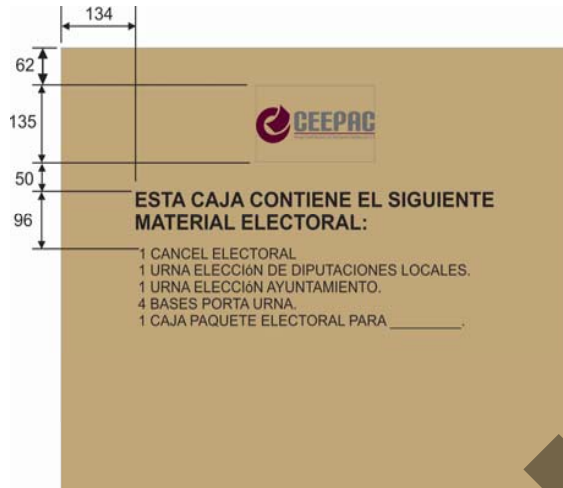 134
62
135
CEEPAC
50
ESTA CAJA CONTIENE EL SIGUIENTE
96
MATERIAL ELECTORAL:
1 CANCEL ELECTORAL
1 URNA ELECCIóN DE DIPUTACIONES LOCALES.
1 URNA ELECCIóN AYUNTAMIENTO.
4 BASES PORTA URNA.
1 CAJA PAQUETE ELECTORAL PARA __________.